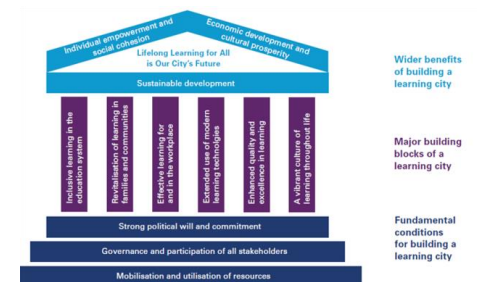 Individual empowerment and
social cohesion
Economic development and
cultural prosperity
Lifelong Learning for All
is Our City's Future
Sustainable development
Wider benefits
of building a
learning city
Inclusive learning in the
education system
Revitalisation of learning in
families and communities
Effective learning for
and in the workplace
Extended use of modern
learning technolgies
Enhanced quality and
excellence in learning
A vibrant culture of
learning throughout life
Major building
blocks of a
learning city
Strong political will and commitment
Governance and participation of all stakeholders
Mobilisation and utilisation of resources
Fundamental
conditions
for building a
learning city